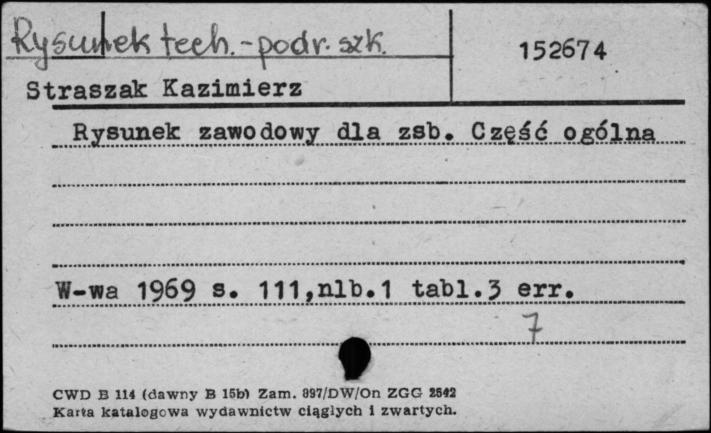 Rysunek tech. - podr. szk.
152674
Straszak Kazimierz
Rysunek zawodowy dla zsb. Część ogólna
W-wa 1969 s. 111,nlb.1 tabl.3 err.
7
CWD B 114 (dawny B 15b) Zam. 897/DW/On ZGG 2542
Karta katalogowa wydawnictw ciągłych i zwartych.